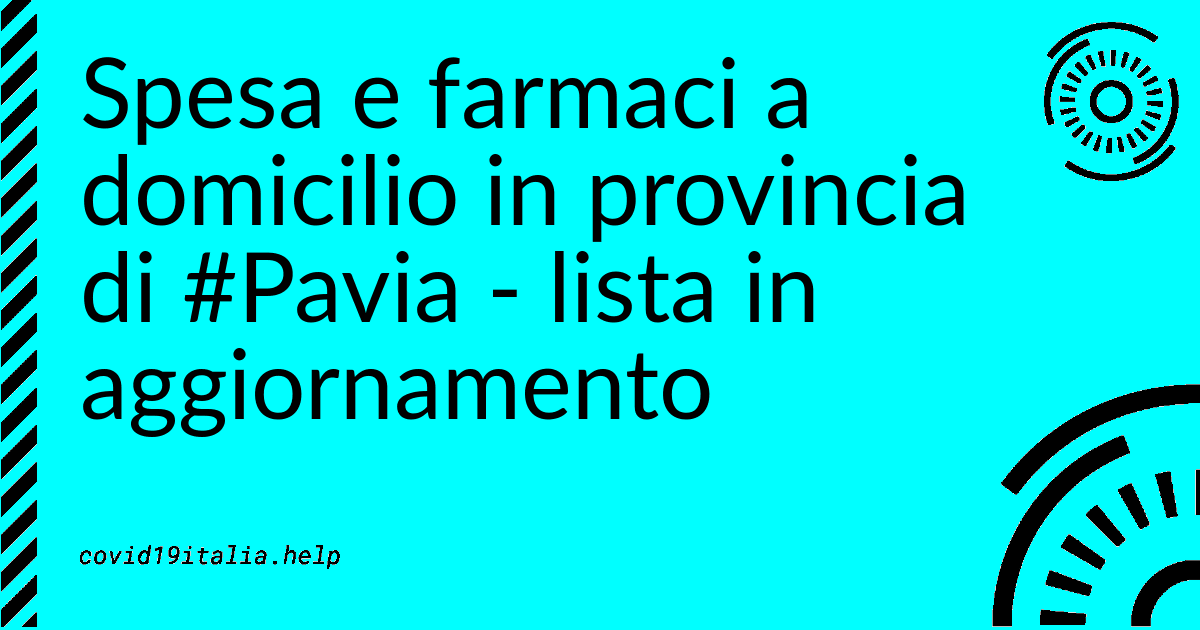 Spesa e farmaci a
domicilio in provincia
di #Pavia - lista in
aggiornamento
covid19italia.help